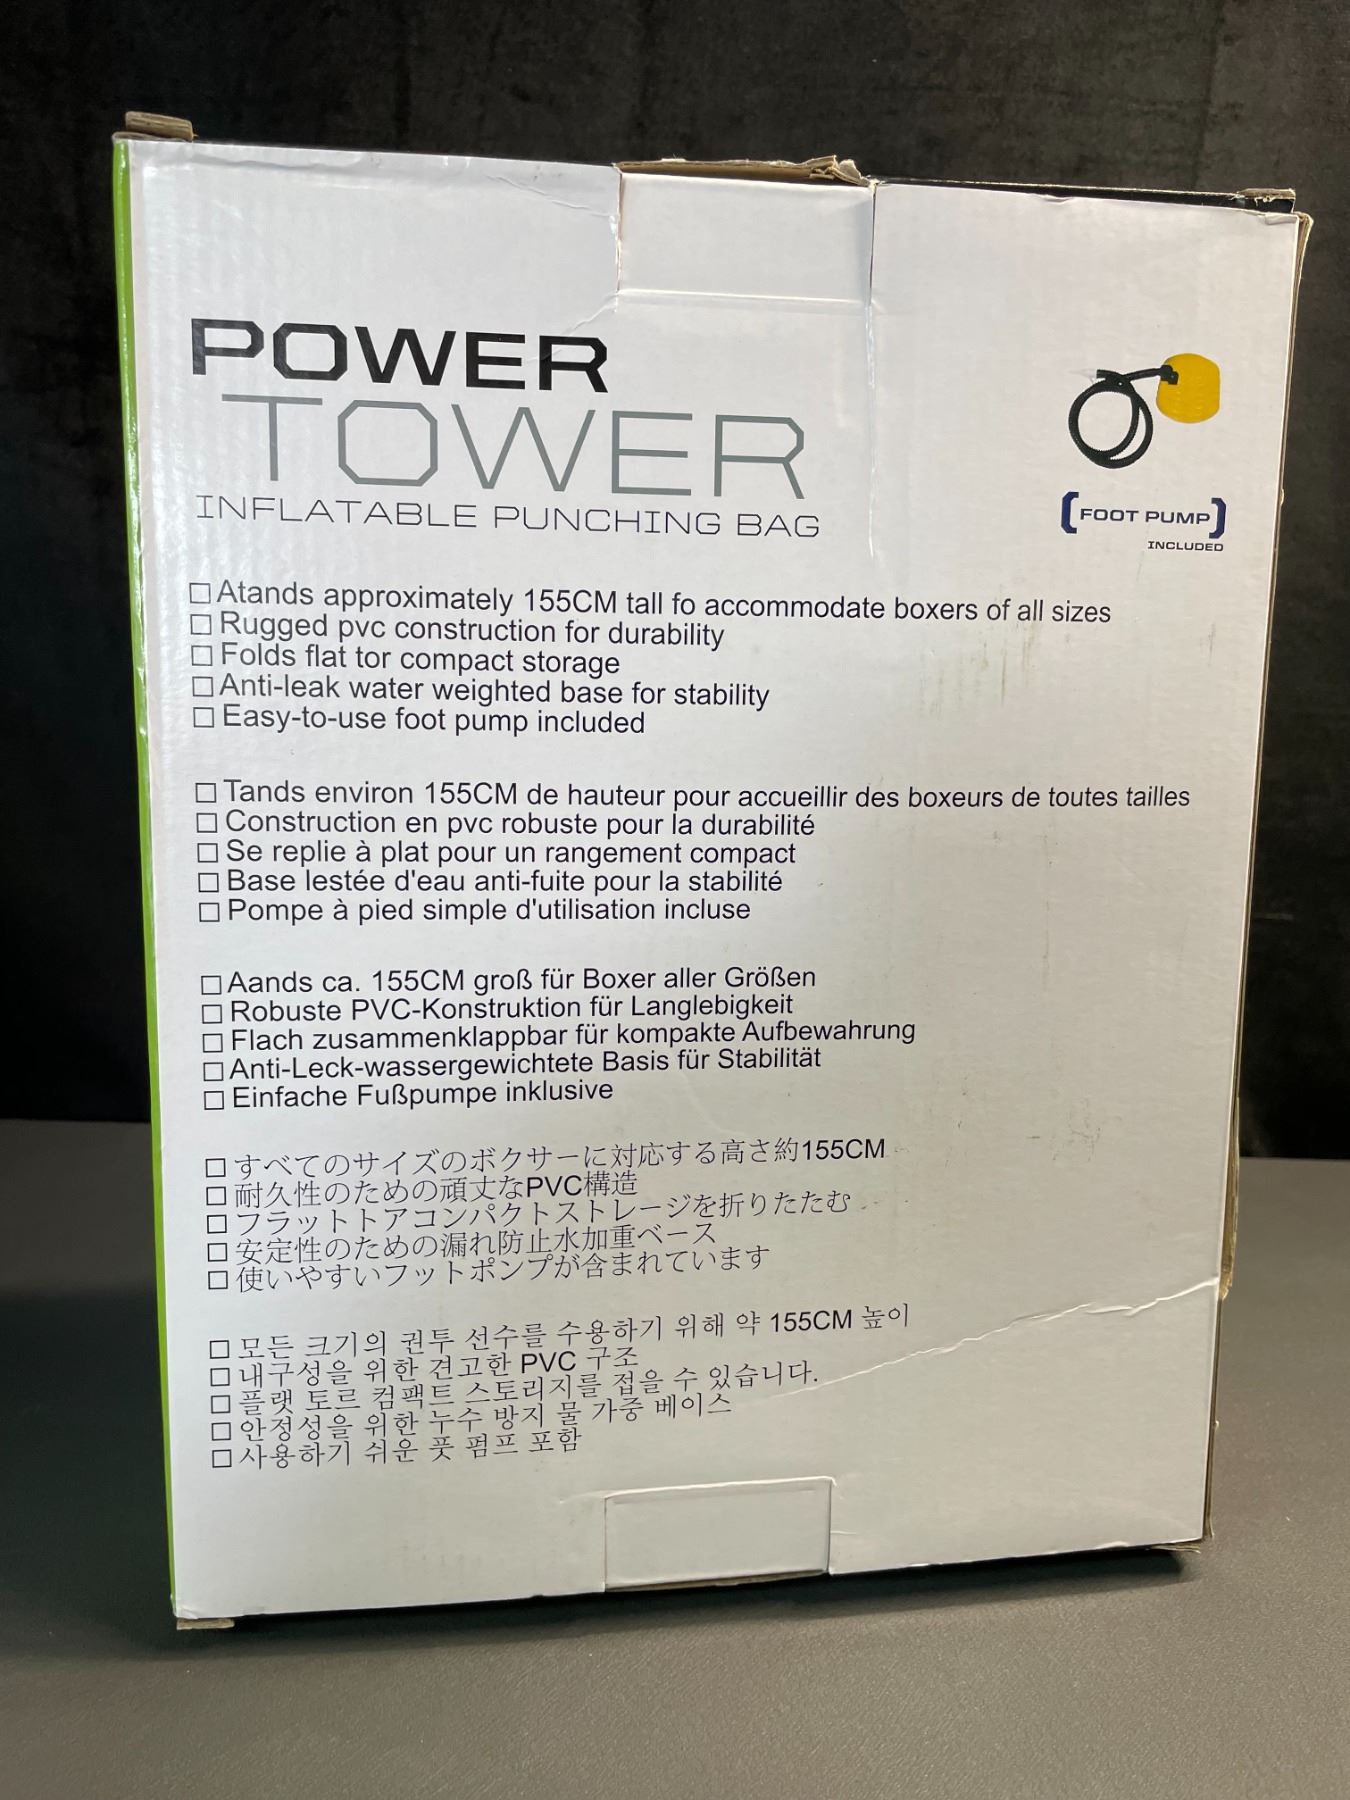 POWER
TOWER
INFLATABLE PUNCHING BAG
[FOOT PUMP]
INCLUDED
□ Atands approximately 155CM tall fo accommodate boxers of all sizes
□ Rugged pvc construction for durability
□ Folds flat tor compact storage
□ Anti-leak water weighted base for stability
□ Easy-to-use foot pump included
□ Tands environ 155CM de hauteur pour accueillir des boxeurs de toutes tailles
□ Construction en pvc robuste pour la durabilité
□ Se replie à plat pour un rangement compact
□ Base lestée d'eau anti-fuite pour la stabilité
□ Pompe à pied simple d'utilisation incluse
□ Aands ca. 155CM groß für Boxer aller Größen
□ Robuste PVC-Konstruktion für Langlebigkeit
□ Flach zusammenklappbar für kompakte Aufbewahrung
□ Anti-Leck-wassergewichtete Basis für Stabilität
□ Einfache Fußpumpe inklusive
□ すべてのサイズのボクサーに対応する高さ約155CM
□ 耐久性のための頑丈なPVC構造
□ フラットトアコンパクトストレージを折りたたむ
□ 安定性のための漏れ防止水加重ベース
□ 使いやすいフットポンプが含まれています
□ 모든 크기의 권투 선수를 수용하기 위해 약 155CM 높이
□ 내구성을 위한 견고한 PVC 구조
□ 플랫 토르 컴팩트 스토리지를 접을 수 있습니다.
□ 안정성을 위한 누수 방지 물 가중 베이스
□ 사용하기 쉬운 풋 펌프 포함